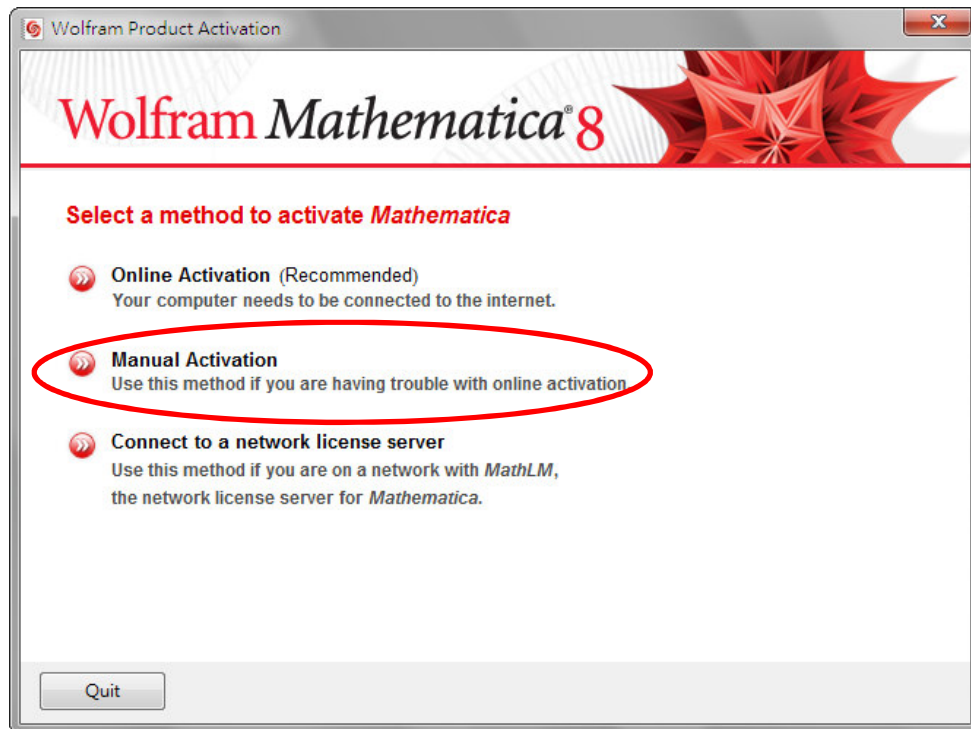 Wolfram Product Activation
Wolfram Mathematica® 8
Select a method to activate Mathematica
Online Activation (Recommended)
Your computer needs to be connected to the internet.
Manual Activation
Use this method if you are having trouble with online activation.
Connect to a network license server
Use this method if you are on a network with MathLM,
the network license server for Mathematica.
Quit